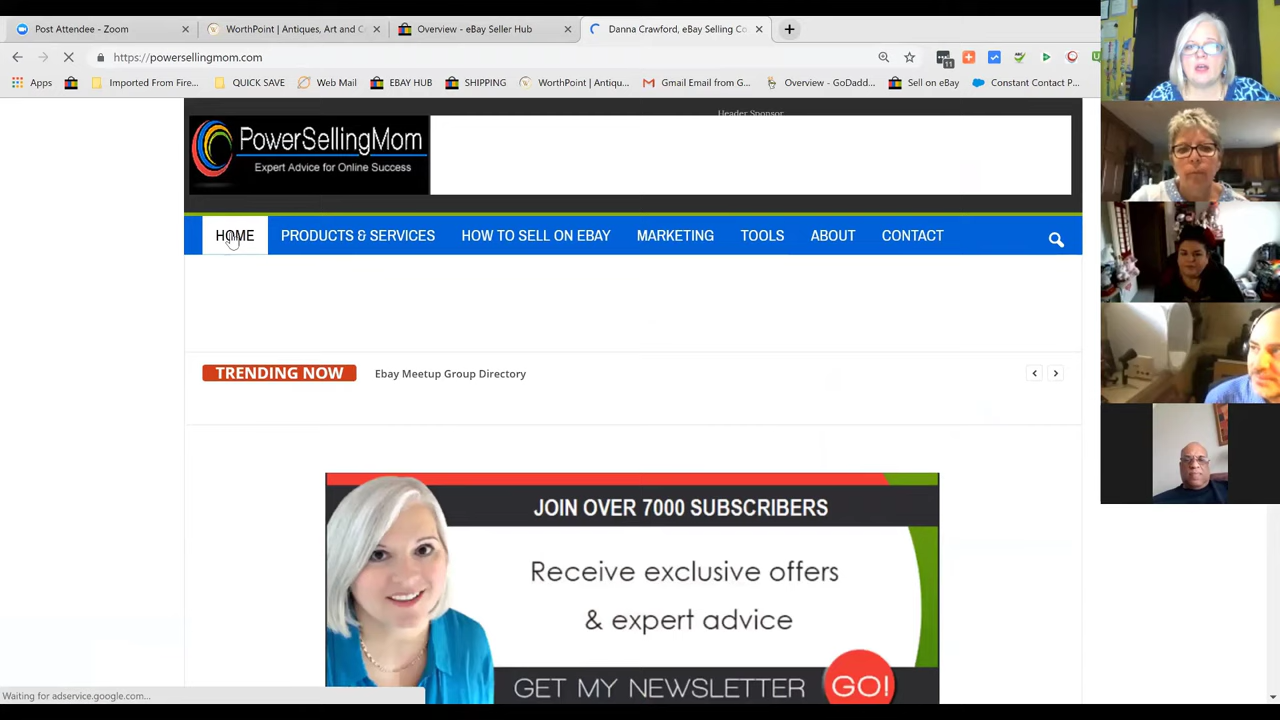 Post Attendee - Zoom
WorthPoint | Antiques, Art and C
Overview - eBay Seller Hub
Danna Crawford, eBay Selling Co
https://powersellingmom.com
11
Apps
Imported From Fire...
QUICK SAVE
Web Mail
EBAY HUB
SHIPPING
WorthPoint | Antiqu...
Gmail Email from G...
Overview - GoDadd...
Sell on eBay
Constant Contact P...
Header Sponsor
PowerSellingMom
Expert Advice for Online Success
HOME
PRODUCTS & SERVICES
HOW TO SELL ON EBAY
MARKETING
TOOLS
ABOUT
CONTACT
TRENDING NOW
Ebay Meetup Group Directory
JOIN OVER 7000 SUBSCRIBERS
Receive exclusive offers
& expert advice
GET MY NEWSLETTER
GO!
Waiting for adservice.google.com...